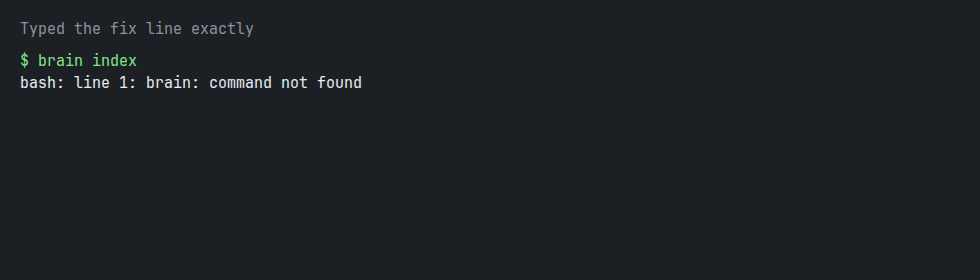 Typed the fix line exactly
$ brain index
bash: line 1: brain: command not found